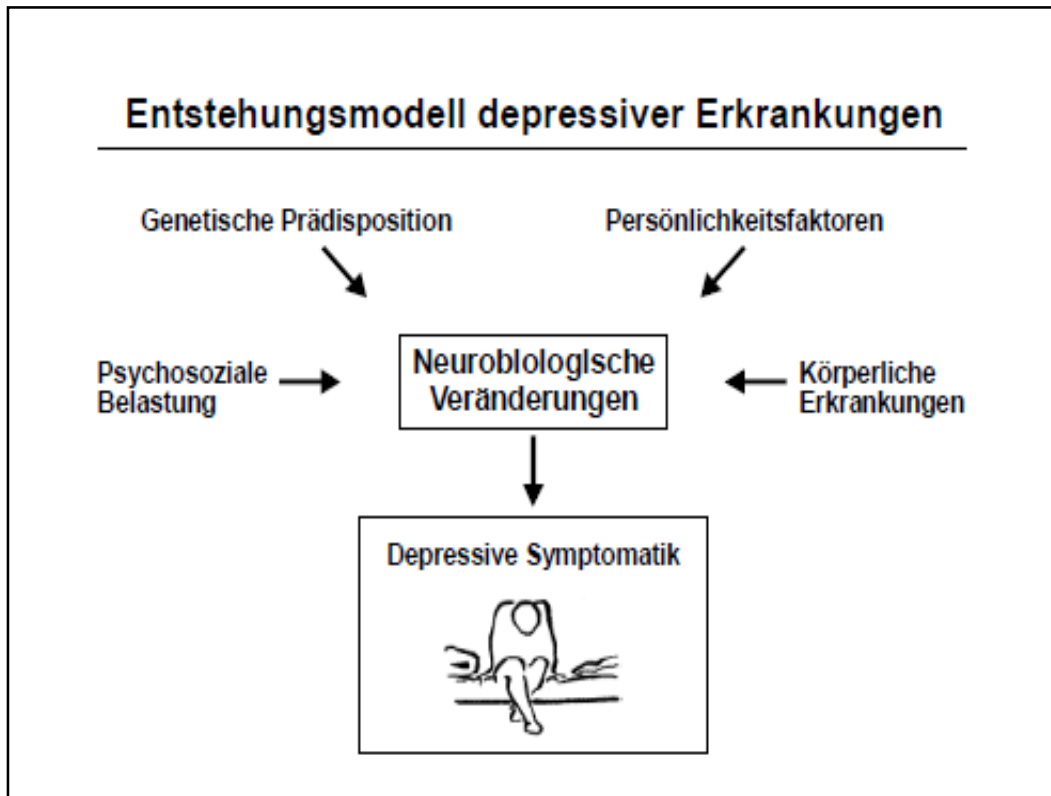 Entstehungsmodell depressiver Erkrankungen
Genetische Prädisposition
Persönlichkeitsfaktoren
Psychosoziale
Belastung
Neurobiologische
Veränderungen
Körperliche
Erkrankungen
Depressive Symptomatik